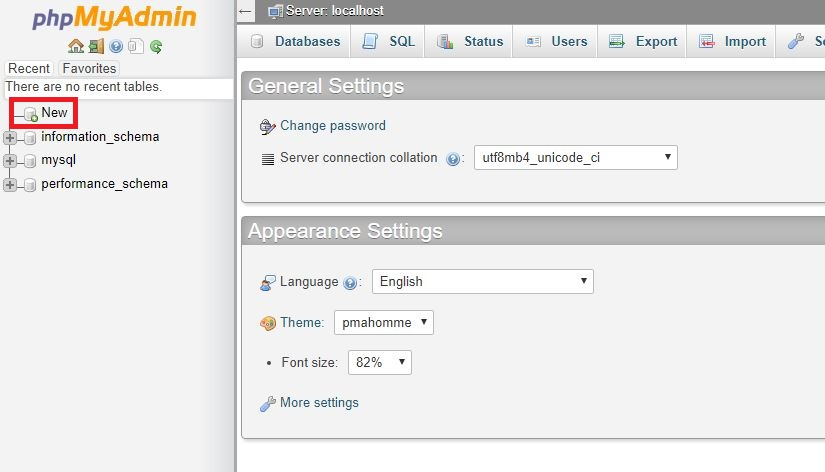 phpMyAdmin
Recent Favorites
There are no recent tables.
New
information_schema
mysql
performance_schema
Server: localhost
Databases SQL Status Users Export Import
General Settings
Change password
Server connection collation : utf8mb4_unicode_ci
Appearance Settings
Language : English
Theme: pmahomme
Font size: 82%
More settings